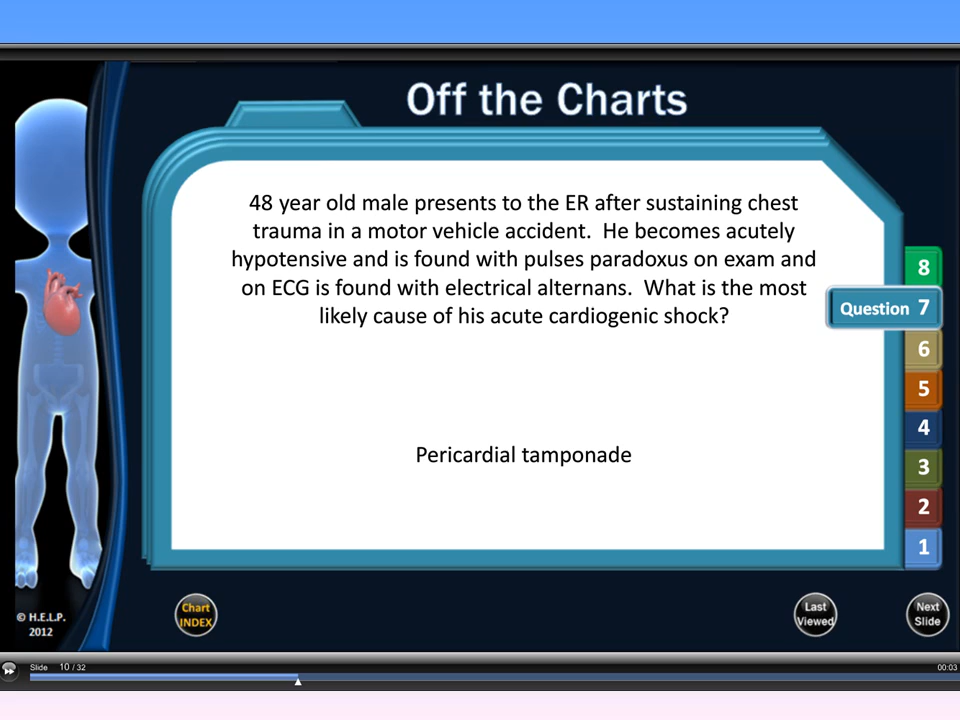 Off the Charts
48 year old male presents to the ER after sustaining chest
trauma in a motor vehicle accident.  He becomes acutely
hypotensive and is found with pulses paradoxus on exam and
on ECG is found with electrical alternans.  What is the most
likely cause of his acute cardiogenic shock?
Pericardial tamponade
8
Question 7
6
5
4
3
2
1
© H.E.L.P.
2012
Chart
INDEX
Last
Viewed
Next
Slide
Slide 10 / 32
00:03